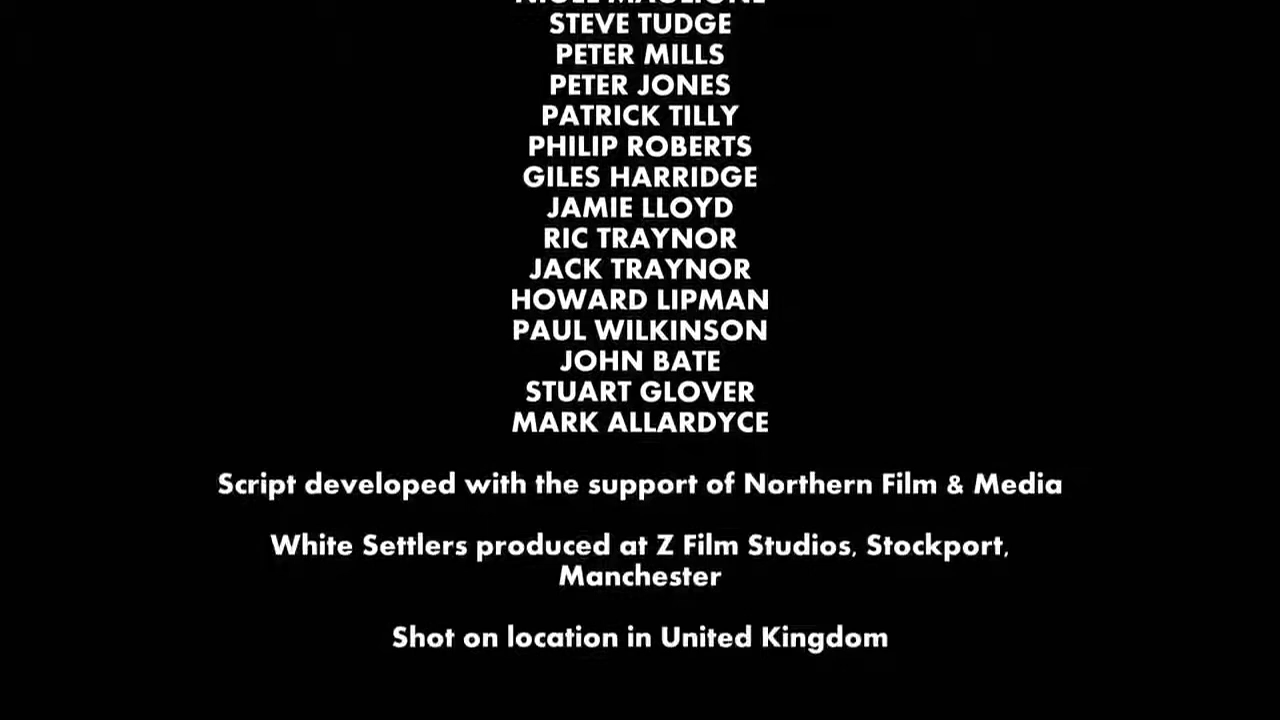 STEVE TUDGE
PETER MILLS
PETER JONES
PATRICK TILLY
PHILIP ROBERTS
GILES HARRIDGE
JAMIE LLOYD
RIC TRAYNOR
JACK TRAYNOR
HOWARD LIPMAN
PAUL WILKINSON
JOHN BATE
STUART GLOVER
MARK ALLARDYCE
Script developed with the support of Northern Film & Media
White Settlers produced at Z Film Studios, Stockport,
Manchester
Shot on location in United Kingdom